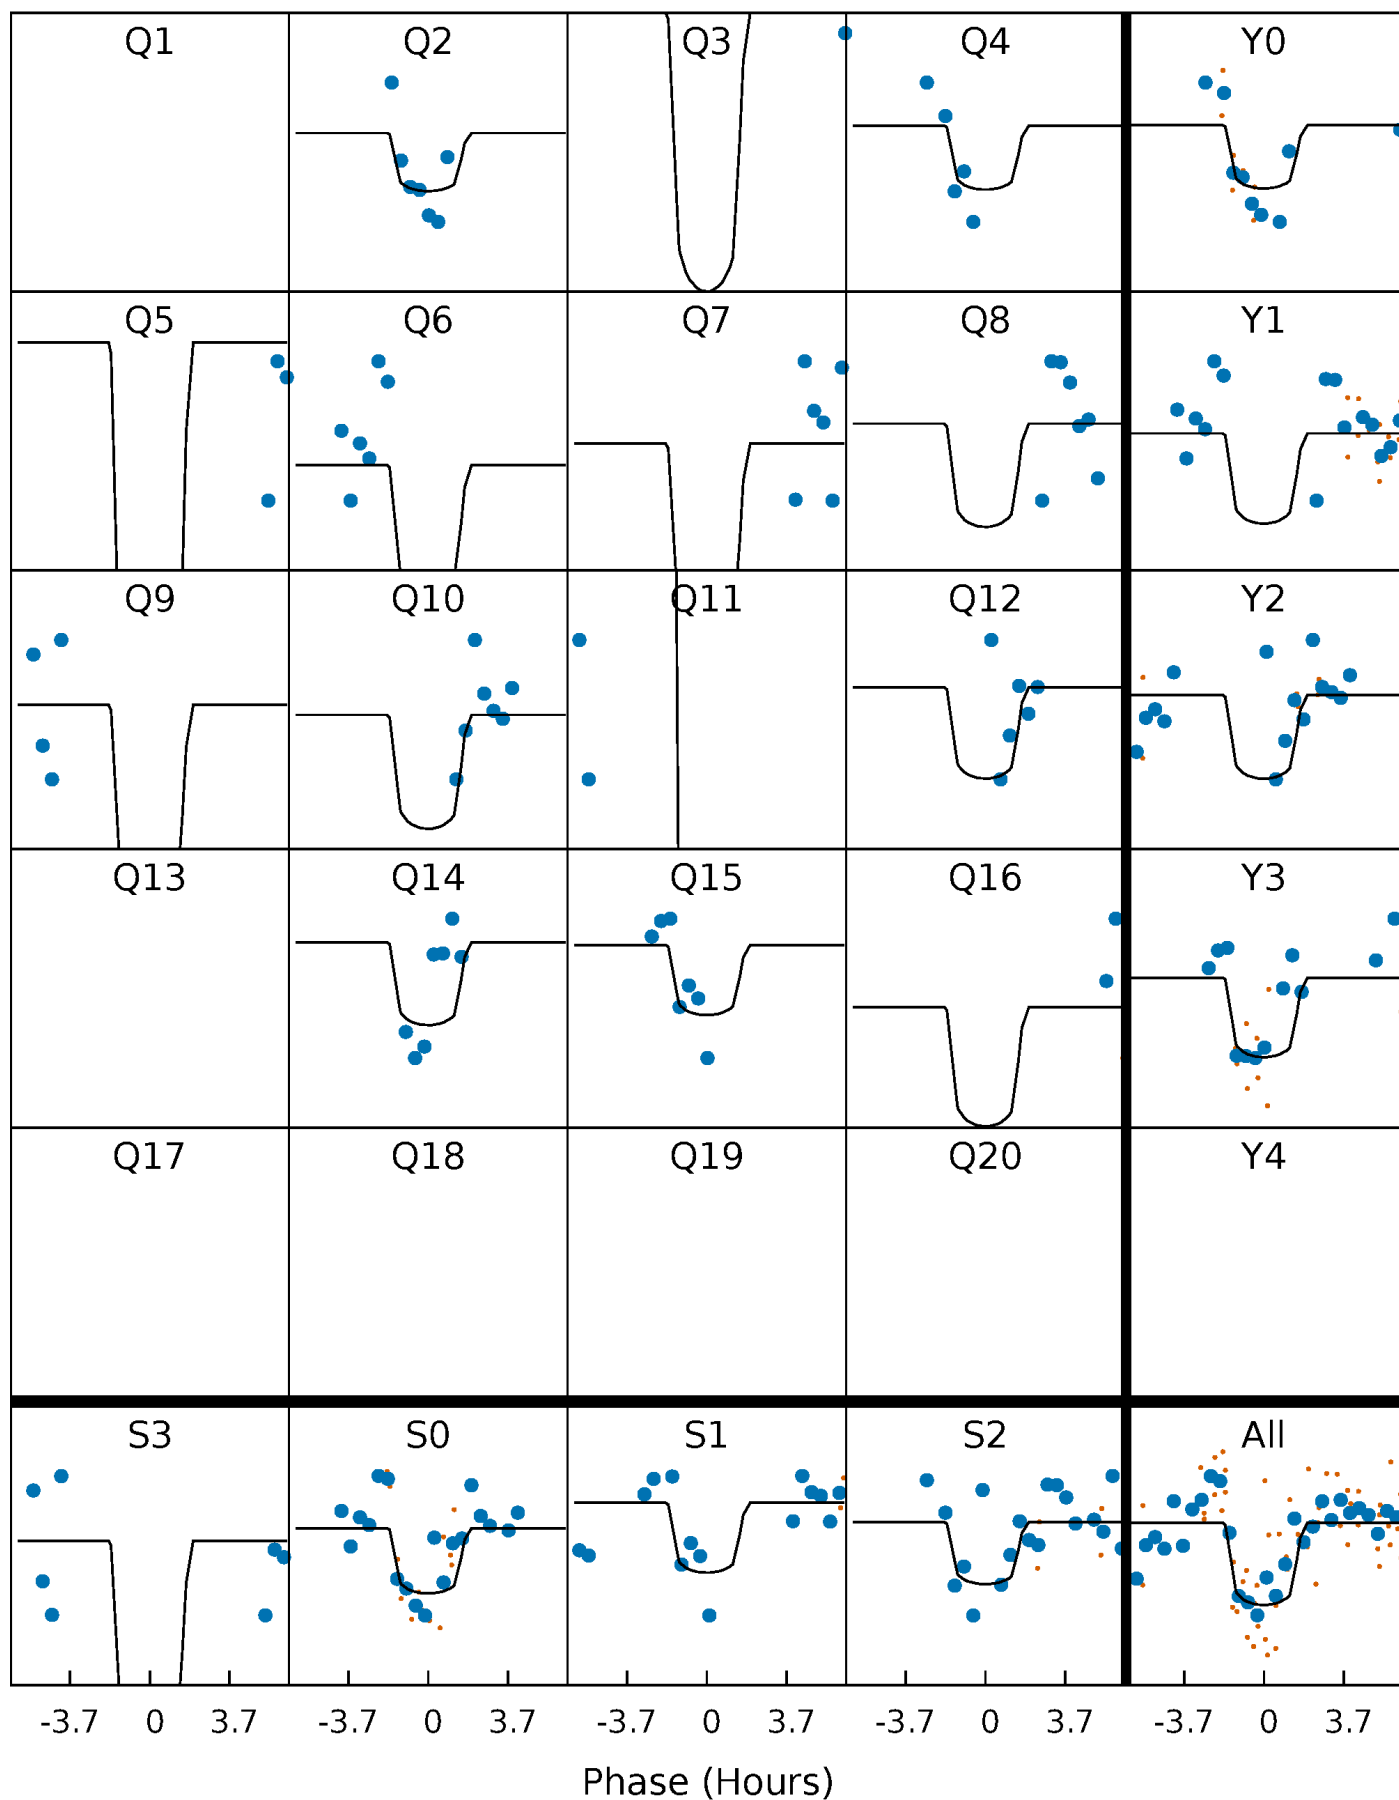 Q1 Q2 Q3 Q4 Y0
Q5 Q6 Q7 Q8 Y1
Q9 Q10 Q11 Q12 Y2
Q13 Q14 Q15 Q16 Y3
Q17 Q18 Q19 Q20 Y4
S3 S0 S1 S2 All
-3.7 0 3.7 -3.7 0 3.7 -3.7 0 3.7 -3.7 0 3.7 -3.7 0 3.7
Phase (Hours)